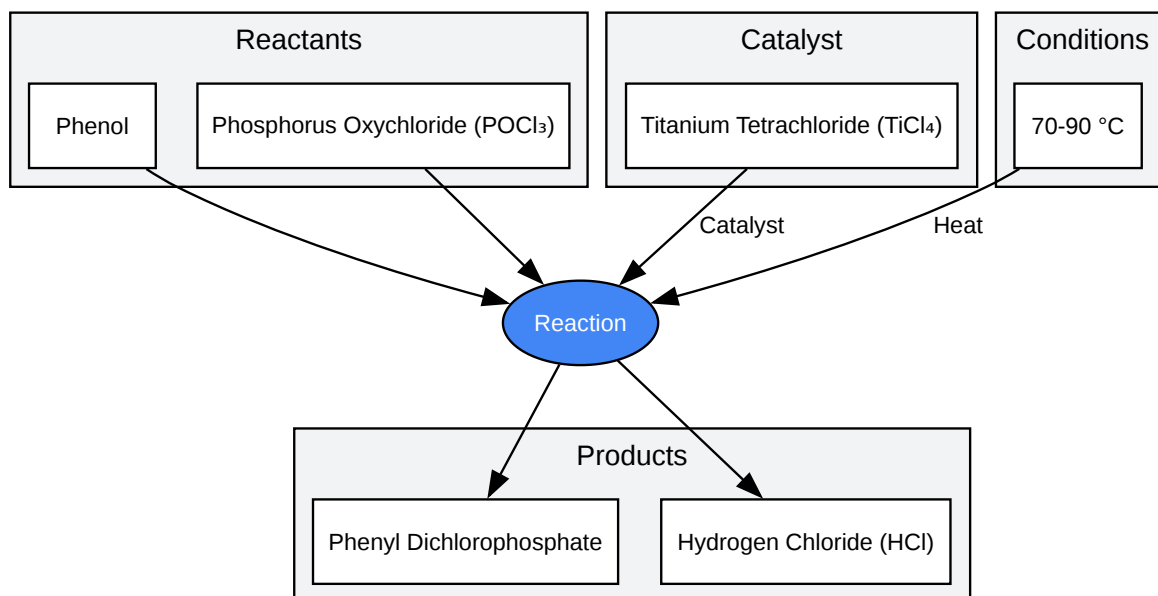 Reactants
Catalyst
Conditions
Phenol
Phosphorus Oxychloride (POCl₃)
Titanium Tetrachloride (TiCl₄)
70-90 °C
Catalyst
Heat
Reaction
Products
Phenyl Dichlorophosphate
Hydrogen Chloride (HCl)